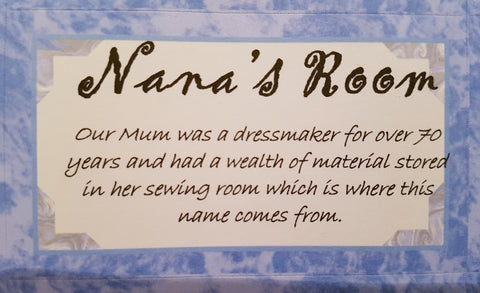 Nana's Room
Our Mum was a dressmaker for over 70
years and had a wealth of material stored
in her sewing room which is where this
name comes from.